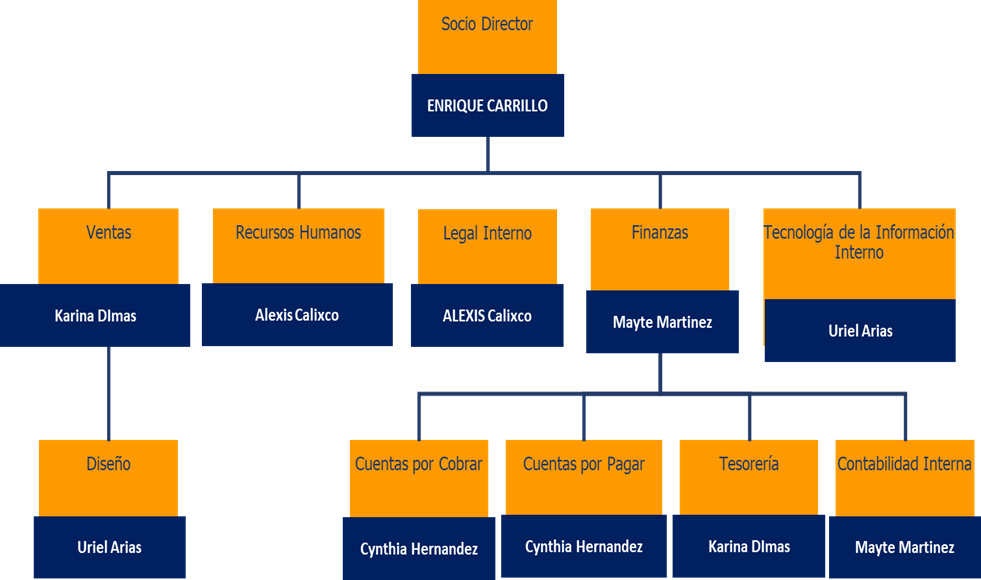 Socio Director
ENRIQUE CARRILLO
Ventas
Karina DImas
Recursos Humanos
Alexis Calixco
Legal Interno
ALEXIS Calixco
Finanzas
Mayte Martinez
Tecnología de la Información
Interno
Uriel Arias
Diseño
Uriel Arias
Cuentas por Cobrar
Cynthia Hernandez
Cuentas por Pagar
Cynthia Hernandez
Tesorería
Karina DImas
Contabilidad Interna
Mayte Martinez